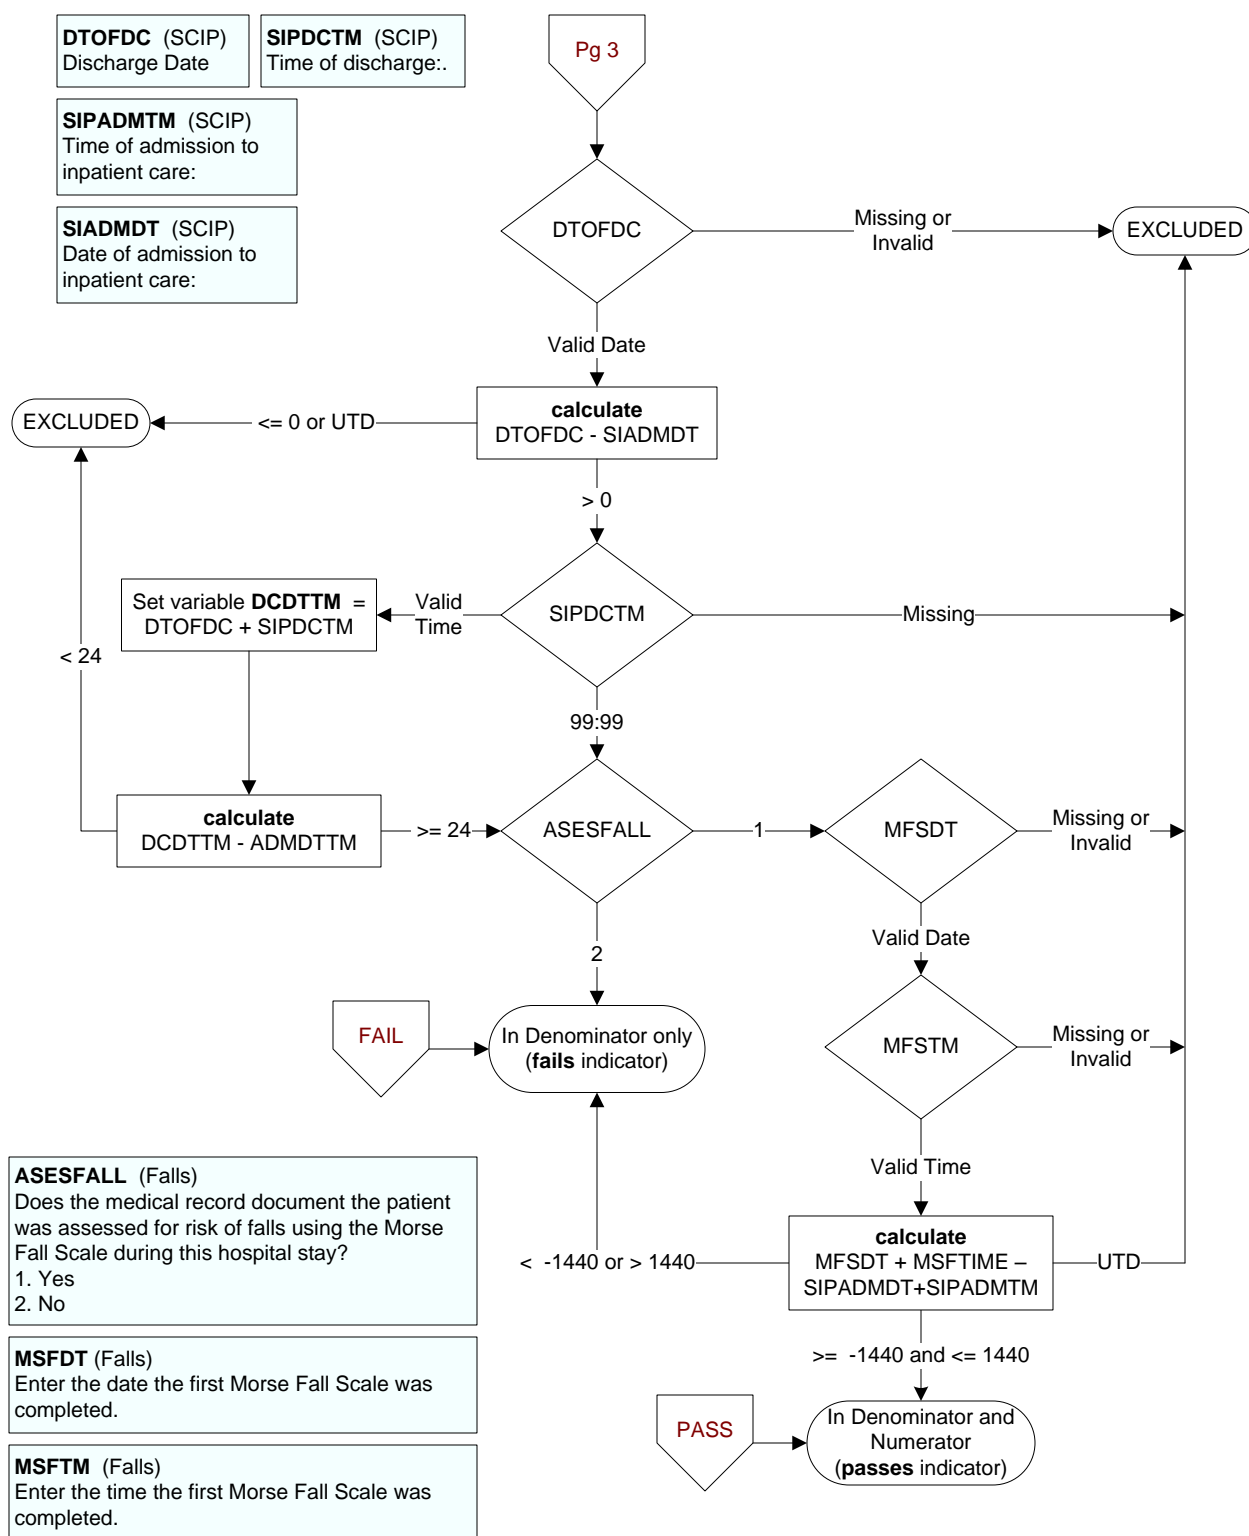 DTOFDC (SCIP)
Discharge Date
SIPDCTM (SCIP)
Time of discharge:.
Pg 3
SIPADMTM (SCIP)
Time of admission to
inpatient care:
SIADMDT (SCIP)
Date of admission to
inpatient care:
DTOFDC
Missing or
Invalid
EXCLUDED
Valid Date
calculate
DTOFDC - SIADMDT
<= 0 or UTD
EXCLUDED
> 0
SIPDCTM
Missing
Valid
Time
Set variable DCDTTM =
DTOFDC + SIPDCTM
< 24
99:99
calculate
DCDTTM - ADMDTTM
>= 24
ASESFALL
1
MFSDT
Missing or
Invalid
2
Valid Date
FAIL
In Denominator only
(fails indicator)
MFSTM
Missing or
Invalid
Valid Time
ASESFALL (Falls)
Does the medical record document the patient
was assessed for risk of falls using the Morse
Fall Scale during this hospital stay?
1. Yes
2. No
< -1440 or > 1440
calculate
MFSDT + MSFTIME –
SIPADMDT+SIPADMTM
UTD
MSFDT (Falls)
Enter the date the first Morse Fall Scale was
completed.
>= -1440 and <= 1440
PASS
In Denominator and
Numerator
(passes indicator)
MSFTM (Falls)
Enter the time the first Morse Fall Scale was
completed.